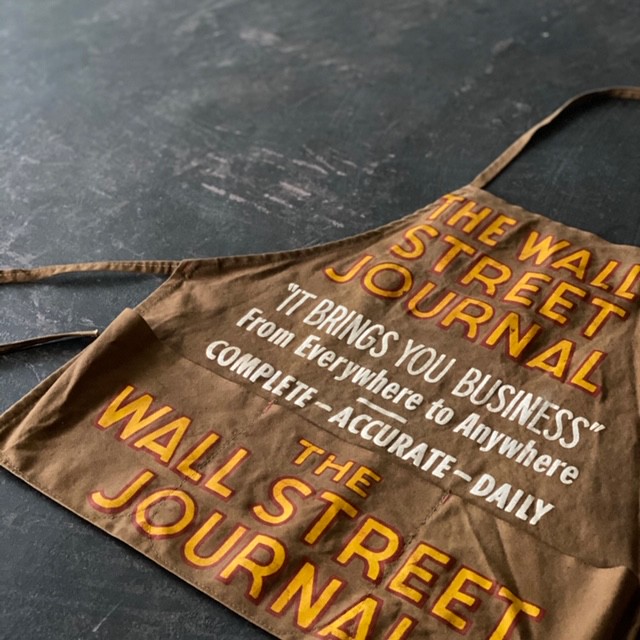 THE WALL
STREET
JOURNAL
"IT BRINGS YOU BUSINESS"
From Everywhere to Anywhere
COMPLETE – ACCURATE – DAILY
THE
WALL STREET
JOURNAL